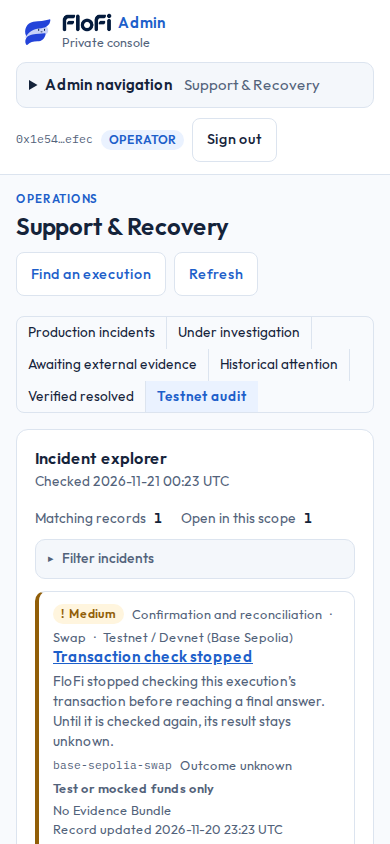 FloFi Admin
Private console
▶ Admin navigation Support & Recovery
0x1e54…efec OPERATOR Sign out
OPERATIONS
Support & Recovery
Find an execution Refresh
Production incidents Under investigation
Awaiting external evidence Historical attention
Verified resolved Testnet audit
Incident explorer
Checked 2026-11-21 00:23 UTC
Matching records 1 Open in this scope 1
▸ Filter incidents
! Medium Confirmation and reconciliation ·
Swap · Testnet / Devnet (Base Sepolia)
Transaction check stopped
FloFi stopped checking this execution's
transaction before reaching a final answer.
Until it is checked again, its result stays
unknown.
base-sepolia-swap Outcome unknown
Test or mocked funds only
No Evidence Bundle
Record updated 2026-11-20 23:23 UTC